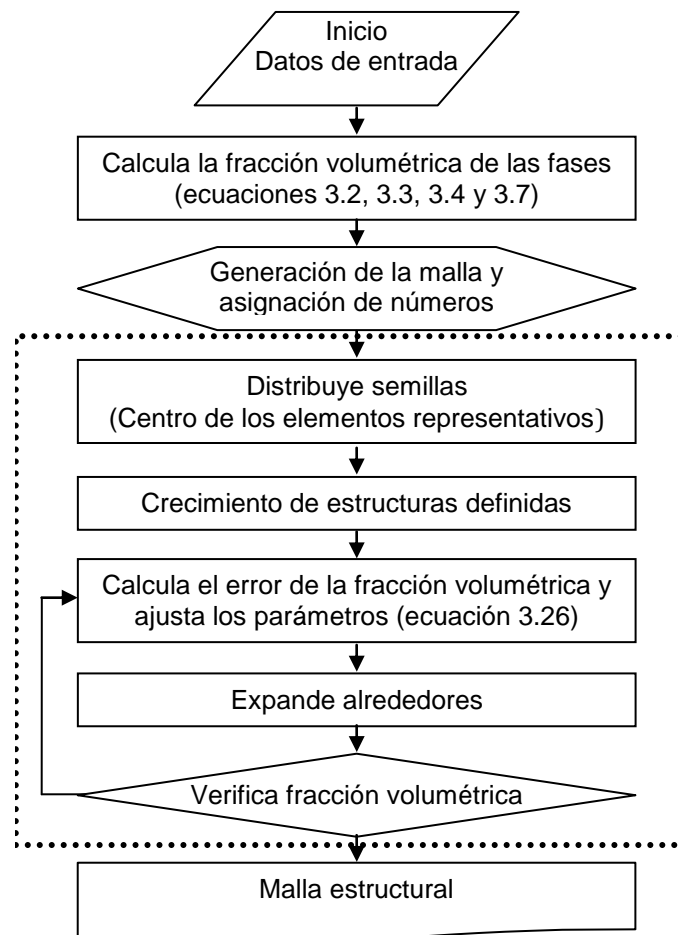 Inicio
Datos de entrada
Calcula la fracción volumétrica de las fases
(ecuaciones 3.2, 3.3, 3.4 y 3.7)
Generación de la malla y
asignación de números
Distribuye semillas
(Centro de los elementos representativos)
Crecimiento de estructuras definidas
Calcula el error de la fracción volumétrica y
ajusta los parámetros (ecuación 3.26)
Expande alrededores
Verifica fracción volumétrica
Malla estructural